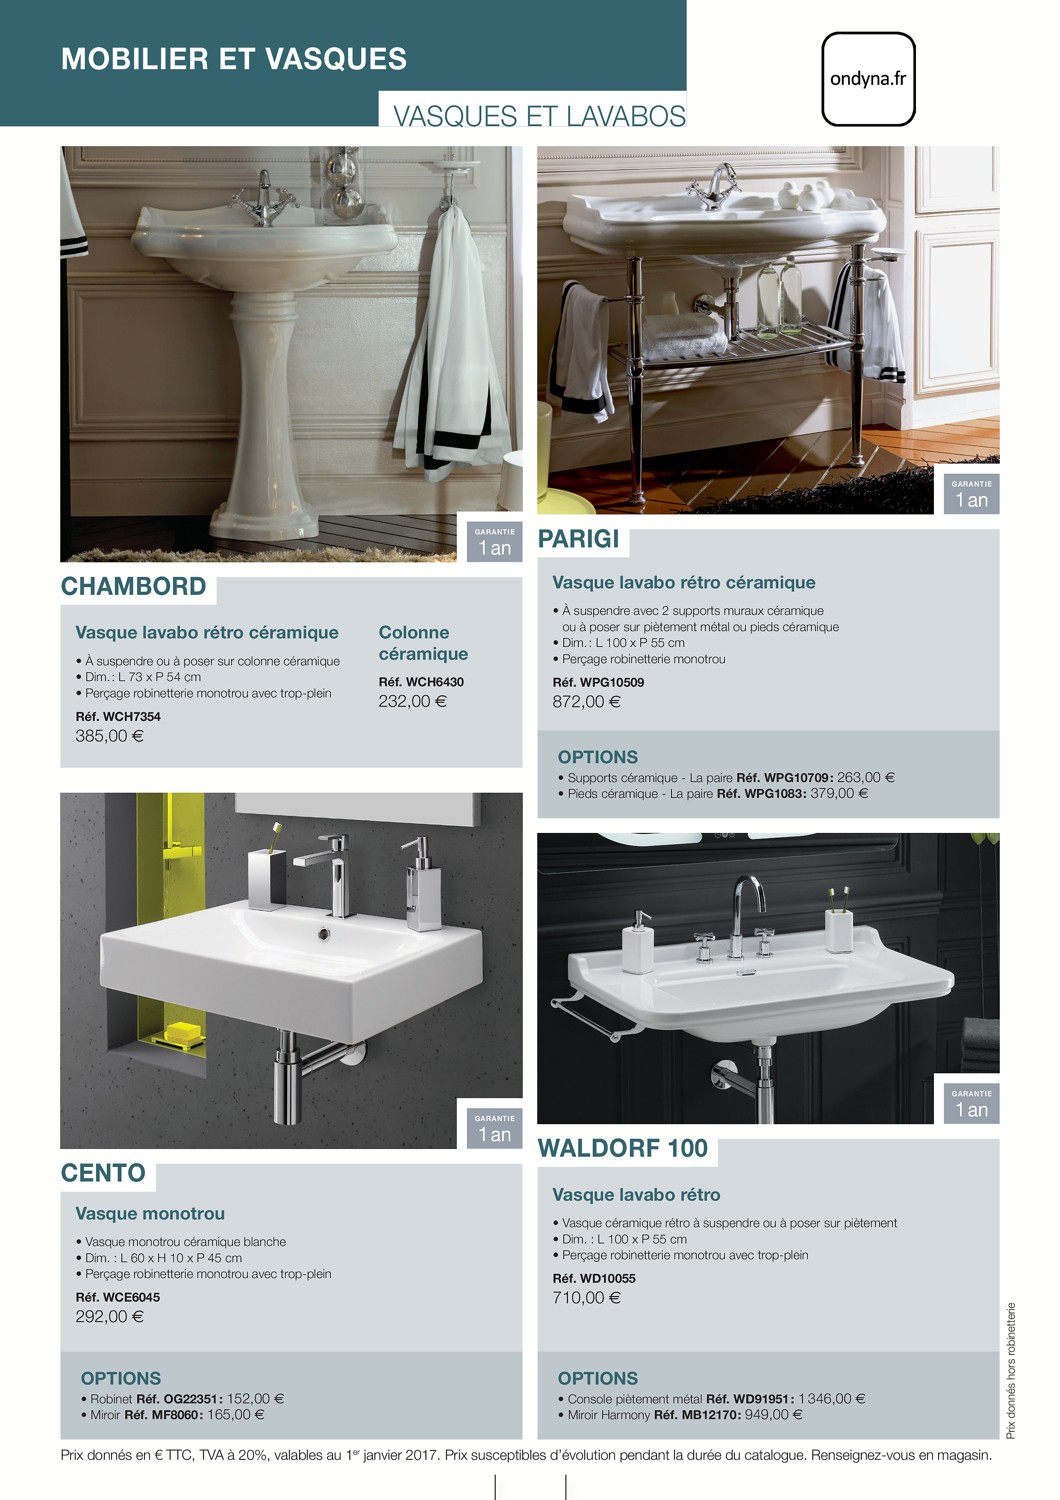 MOBILIER ET VASQUES
VASQUES ET LAVABOS
ondyna.fr
GARANTIE
1 an
CHAMBORD
Vasque lavabo rétro céramique
• À suspendre ou à poser sur colonne céramique
• Dim. : L 73 x P 54 cm
• Perçage robinetterie monotrou avec trop-plein
Réf. WCH7354
385,00 €
Colonne
céramique
Réf. WCH6430
232,00 €
GARANTIE
1 an
PARIGI
Vasque lavabo rétro céramique
• À suspendre avec 2 supports muraux céramique
ou à poser sur piètement métal ou pieds céramique
• Dim. : L 100 x P 55 cm
• Perçage robinetterie monotrou
Réf. WPG10509
872,00 €
OPTIONS
• Supports céramique - La paire Réf. WPG10709 : 263,00 €
• Pieds céramique - La paire Réf. WPG1083 : 379,00 €
GARANTIE
1 an
CENTO
Vasque monotrou
• Vasque monotrou céramique blanche
• Dim. : L 60 x H 10 x P 45 cm
• Perçage robinetterie monotrou avec trop-plein
Réf. WCE6045
292,00 €
OPTIONS
• Robinet Réf. OG22351 : 152,00 €
• Miroir Réf. MF8060 : 165,00 €
GARANTIE
1 an
WALDORF 100
Vasque lavabo rétro
• Vasque céramique rétro à suspendre ou à poser sur piètement
• Dim. : L 100 x P 55 cm
• Perçage robinetterie monotrou avec trop-plein
Réf. WD10055
710,00 €
OPTIONS
• Console piètement métal Réf. WD91951 : 1 346,00 €
• Miroir Harmony Réf. MB12170 : 949,00 €
Prix donnés hors robinetterie
Prix donnés en € TTC, TVA à 20%, valables au 1er janvier 2017. Prix susceptibles d'évolution pendant la durée du catalogue. Renseignez-vous en magasin.